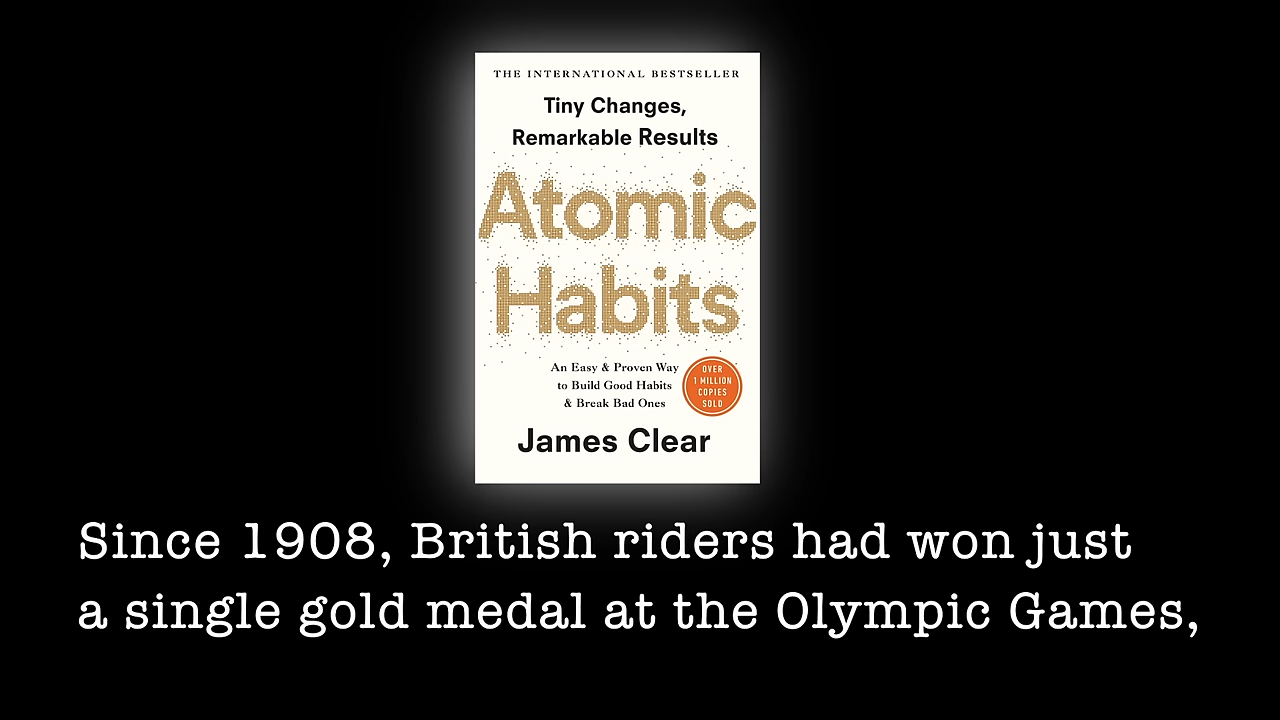 THE INTERNATIONAL BESTSELLER
Tiny Changes,
Remarkable Results
Atomic
Habits
An Easy & Proven Way
to Build Good Habits
& Break Bad Ones
OVER
1 MILLION
COPIES
SOLD
James Clear
Since 1908, British riders had won just
a single gold medal at the Olympic Games,